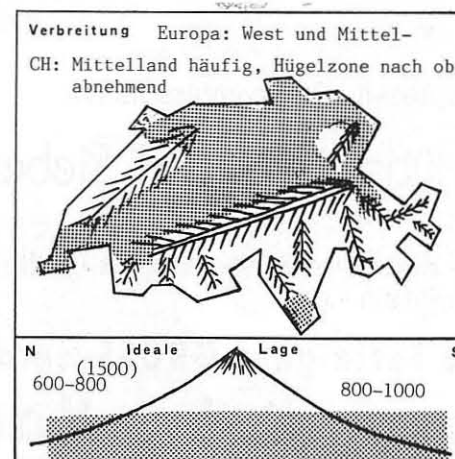 Verbreitung Europa: West und Mittel-
CH: Mittelland häufig, Hügelzone nach ob
abnehmend
N Ideale Lage S
(1500)
600-800 800-1000